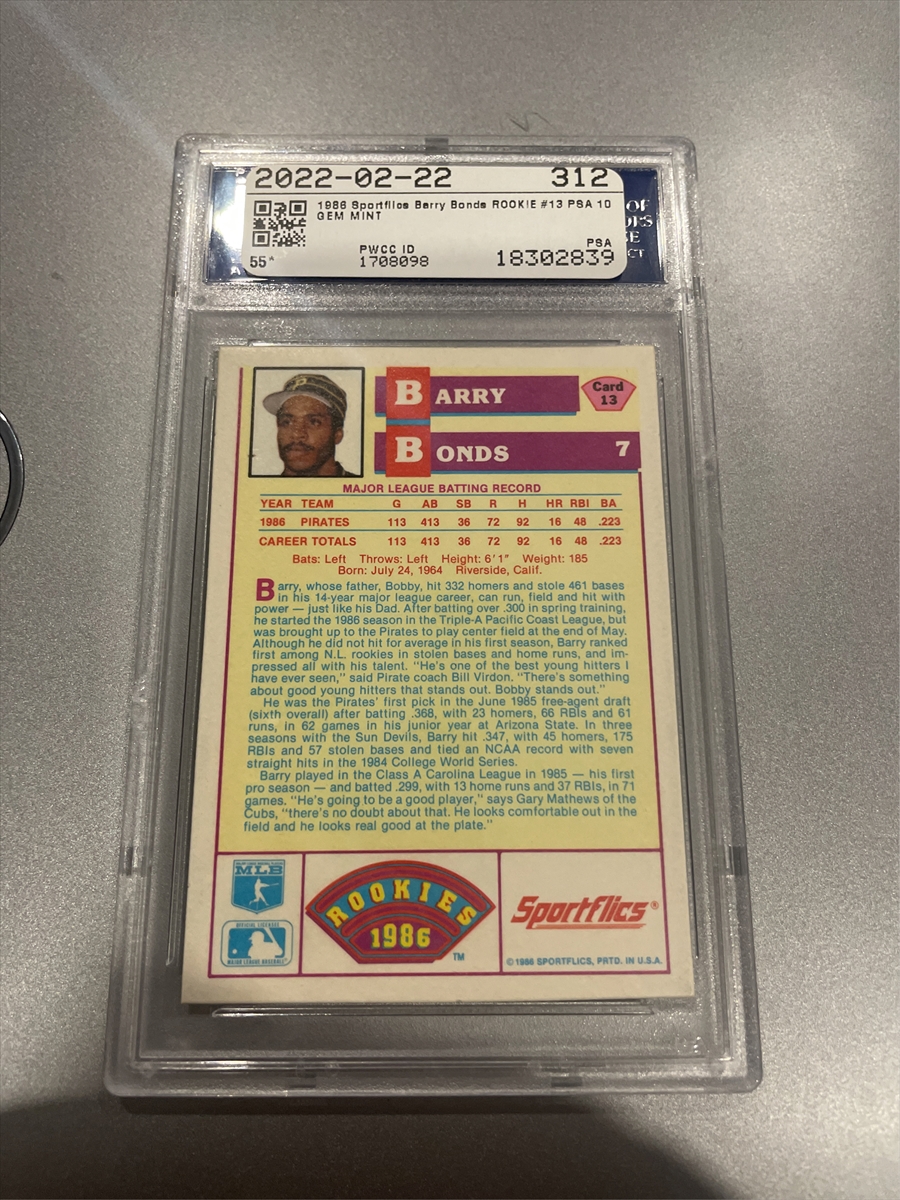 2022-02-22 312
1986 Sportflics Barry Bonds ROOKIE #13 PSA 10
GEM MINT
PWCC ID PSA
55* 1708098 18302839
OF
CT
BARRY
Card
13
BONDS 7
MAJOR LEAGUE BATTING RECORD
YEAR TEAM G AB SB R H HR RBI BA
1986 PIRATES 113 413 36 72 92 16 48 .223
CAREER TOTALS 113 413 36 72 92 16 48 .223
Bats: Left Throws: Left Height: 6'1" Weight: 185
Born: July 24, 1964 Riverside, Calif.
Barry, whose father, Bobby, hit 332 homers and stole 461 bases
in his 14-year major league career, can run, field and hit with
power — just like his Dad. After batting over .300 in spring training,
he started the 1986 season in the Triple-A Pacific Coast League, but
was brought up to the Pirates to play center field at the end of May.
Although he did not hit for average in his first season, Barry ranked
first among N.L. rookies in stolen bases and home runs, and im-
pressed all with his talent. "He's one of the best young hitters I
have ever seen," said Pirate coach Bill Virdon. "There's something
about good young hitters that stands out. Bobby stands out."
He was the Pirates' first pick in the June 1985 free-agent draft
(sixth overall) after batting .368, with 23 homers, 66 RBIs and 61
runs, in 62 games in his junior year at Arizona State. In three
seasons with the Sun Devils, Barry hit .347, with 45 homers, 175
RBIs and 57 stolen bases and tied an NCAA record with seven
straight hits in the 1984 College World Series.
Barry played in the Class A Carolina League in 1985 — his first
pro season — and batted .299, with 13 home runs and 37 RBIs, in 71
games. "He's going to be a good player," says Gary Mathews of the
Cubs, "there's no doubt about that. He looks comfortable out in the
field and he looks real good at the plate."
MLB
OFFICIAL LICENSEE
MAJOR LEAGUE BASEBALL
ROOKIES
1986
TM
Sportflics®
© 1986 SPORTFLICS, PRTD. IN U.S.A.